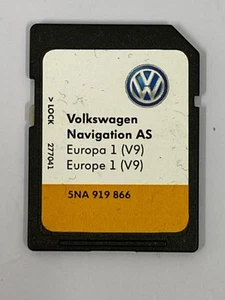 Volkswagen
Navigation AS
Europa 1 (V9)
Europe 1 (V9)
5NA 919 866
> LOCK
277041